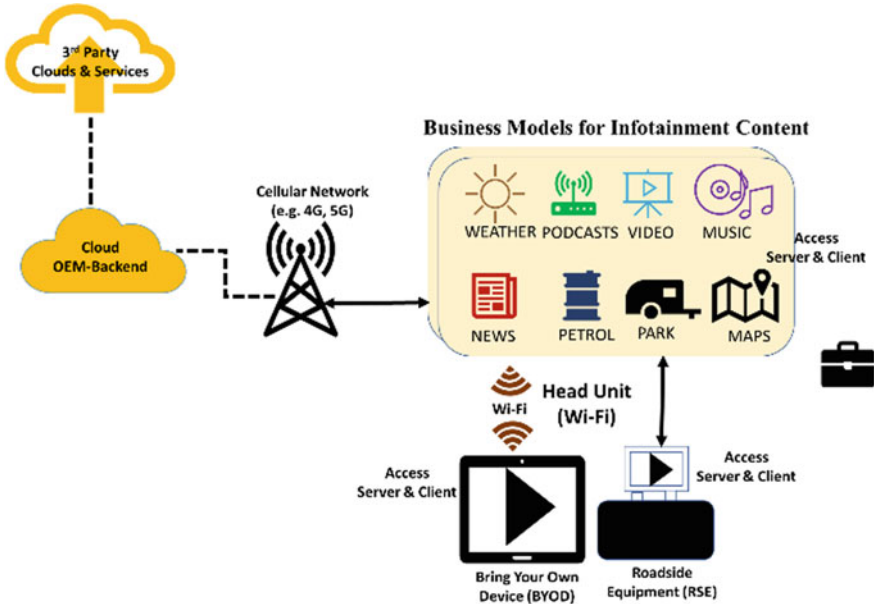 3rd Party
Clouds & Services
Business Models for Infotainment Content
Cellular Network
(e.g. 4G, 5G)
WEATHER PODCASTS VIDEO MUSIC
Access
Server & Client
Cloud
OEM-Backend
NEWS PETROL PARK MAPS
Wi-Fi
Head Unit
(Wi-Fi)
Access
Server & Client
Access
Server & Client
Bring Your Own
Device (BYOD)
Roadside
Equipment (RSE)